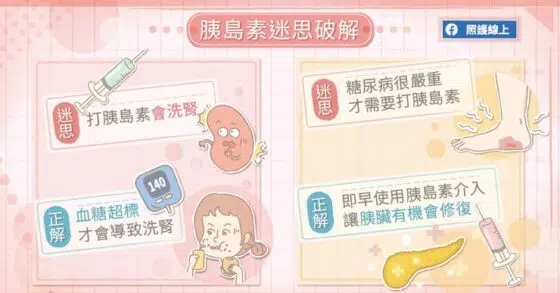 胰島素迷思破解
照護線上
迷思
打胰島素會洗腎
迷思
糖尿病很嚴重
才需要打胰島素
正解
血糖超標
才會導致洗腎
140
正解
即早使用胰島素介入
讓胰臟有機會修復